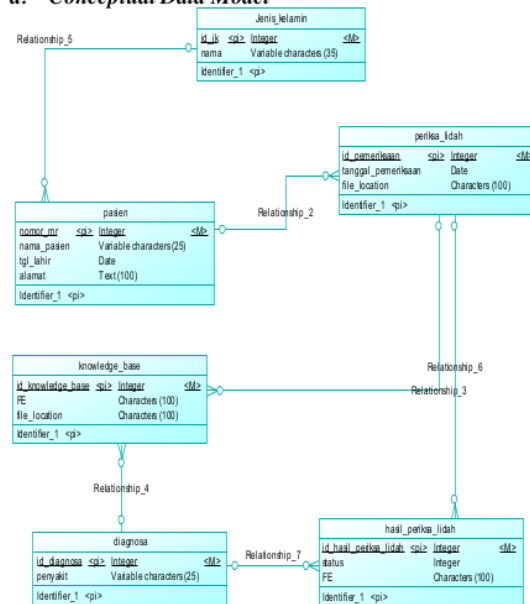 a. Conceptual Data Model
Jenis_kelamin
id_jk <pi> Integer <M>
nama Variable characters (35)
Identifier_1 <pi>
Relationship_5
periksa_lidah
id_pemeriksaan <pi> Integer <M>
tanggal_pemeriksaan Date
file_location Characters (100)
Identifier_1 <pi>
Relationship_2
pasien
nomor_mr <pi> Integer <M>
nama_pasien Variable characters (25)
tgl_lahir Date
alamat Text (100)
Identifier_1 <pi>
knowledge_base
id_knowledge_base <pi> Integer <M>
FE Characters (100)
file_location Characters (100)
Identifier_1 <pi>
Relationship_6
Relationship_3
Relationship_4
diagnosa
id_diagnosa <pi> Integer <M>
penyakit Variable characters (25)
Identifier_1 <pi>
Relationship_7
hasil_periksa_lidah
id_hasil_periksa_lidah <pi> Integer <M>
status Integer
FE Characters (100)
Identifier_1 <pi>